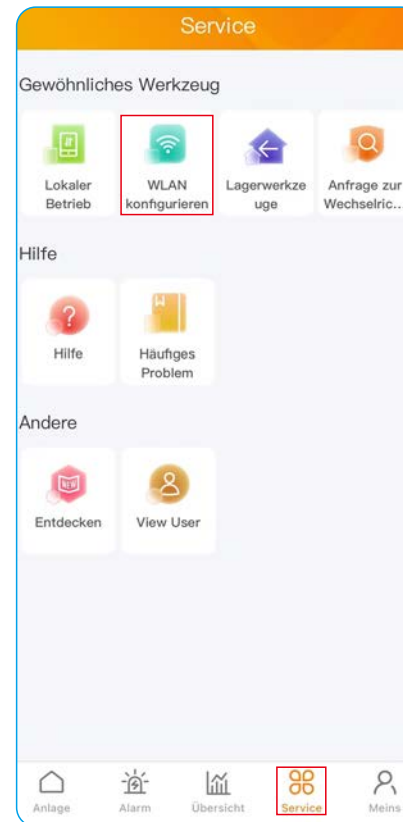 Service
Gewöhnliches Werkzeug
Lokaler
Betrieb
WLAN
konfigurieren
Lagerwerkze
uge
Anfrage zur
Wechselric..
Hilfe
Hilfe
Häufiges
Problem
Andere
NEW
Entdecken
View User
Anlage
Alarm
Übersicht
Service
Meins